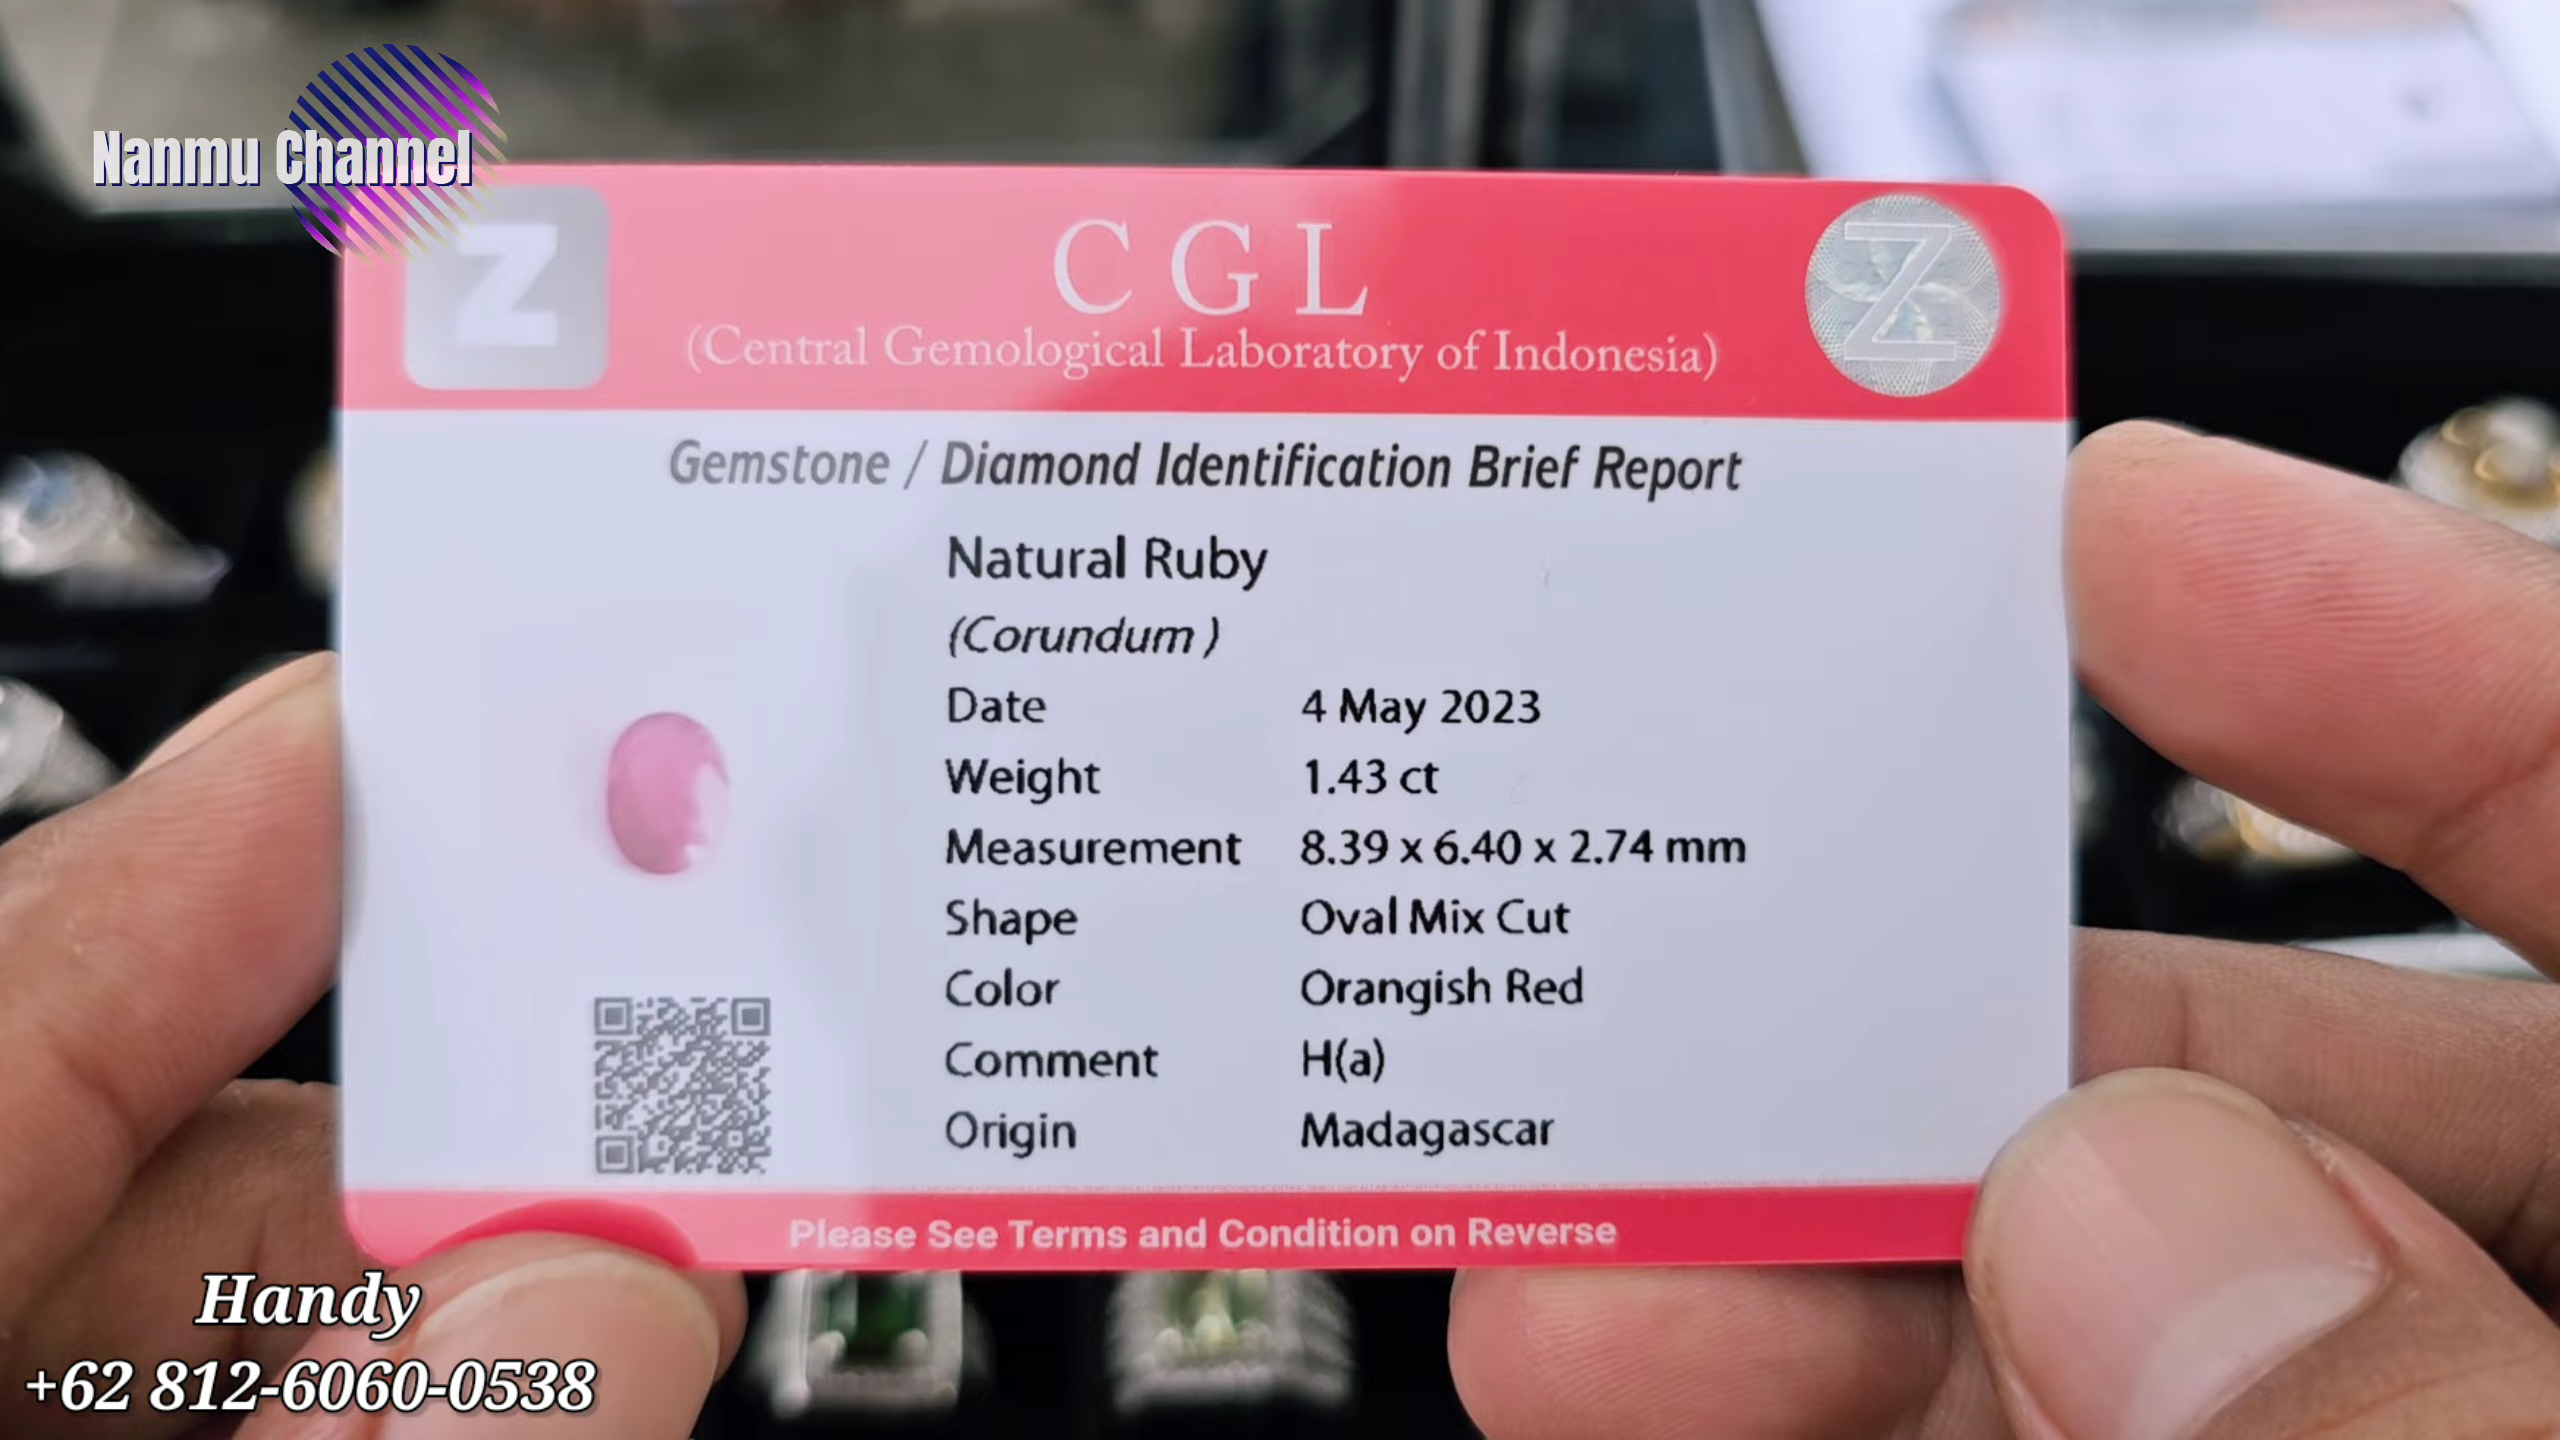 Nanmu Channel
Z
C G L
Z
(Central Gemological Laboratory of Indonesia)
Gemstone / Diamond Identification Brief Report
Natural Ruby
(Corundum )
Date 4 May 2023
Weight 1.43 ct
Measurement 8.39 x 6.40 x 2.74 mm
Shape Oval Mix Cut
Color Orangish Red
Comment H(a)
Origin Madagascar
Please See Terms and Condition on Reverse
Handy
+62 812-6060-0538